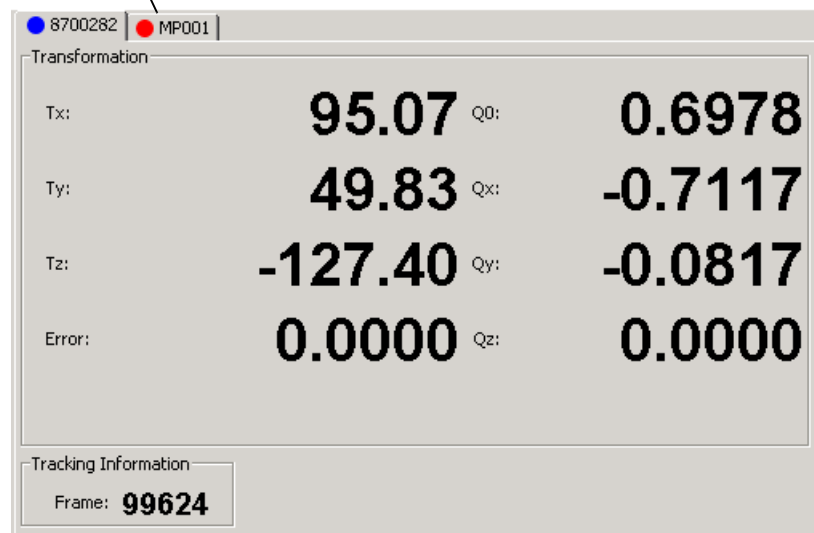 8700282 MP001
Transformation
Tx: 95.07 Q0: 0.6978
Ty: 49.83 Qx: -0.7117
Tz: -127.40 Qy: -0.0817
Error: 0.0000 Qz: 0.0000
Tracking Information
Frame: 99624